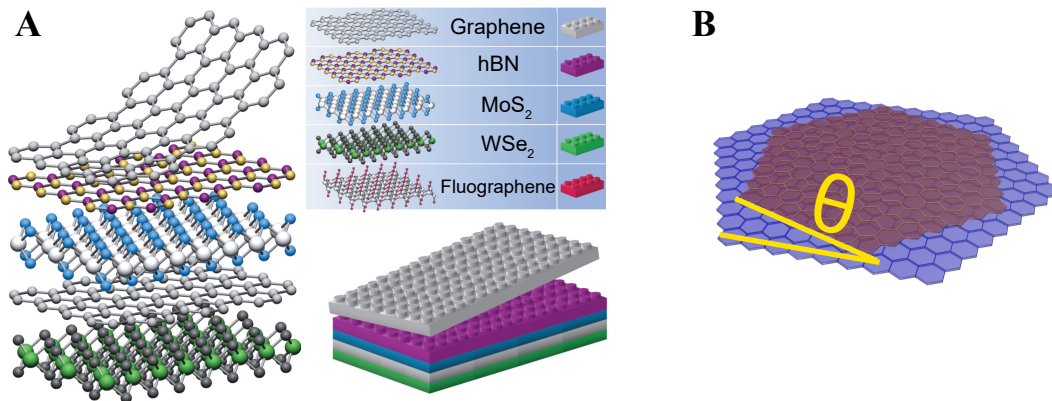 A
Graphene
hBN
MoS₂
WSe₂
Fluographene
B
θ